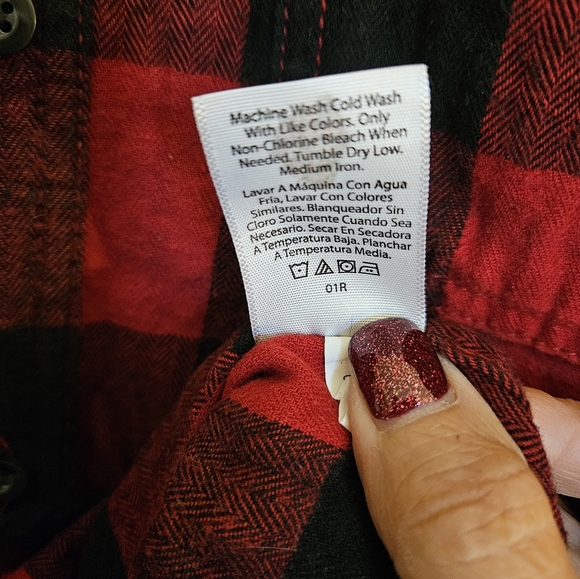 Machine Wash Cold Wash
With Like Colors. Only
Non-Chlorine Bleach When
Needed. Tumble Dry Low.
Medium Iron.
Lavar A Máquina Con Agua
Fría, Lavar Con Colores
Similares. Blanqueador Sin
Cloro Solamente Cuando Sea
Necesario. Secar En Secadora
A Temperatura Baja. Planchar
A Temperatura Media.
01R